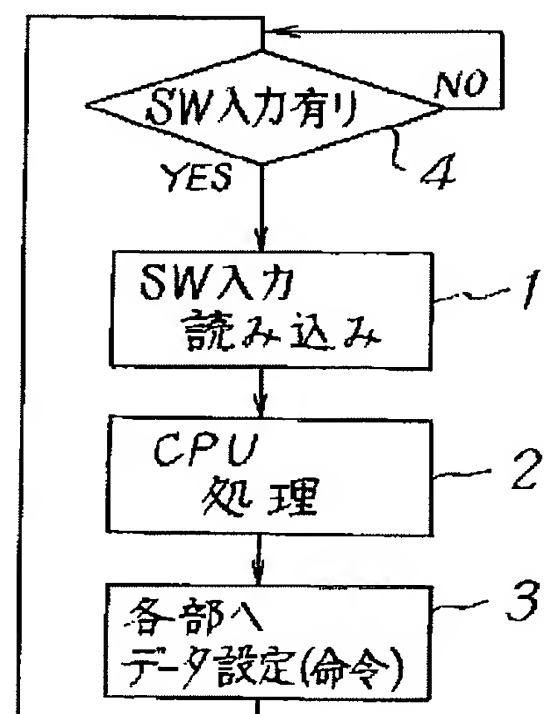 SW入力有り
NO
YES
4
SW入力
読み込み
1
CPU
処理
2
各部へ
データ設定(命令)
3